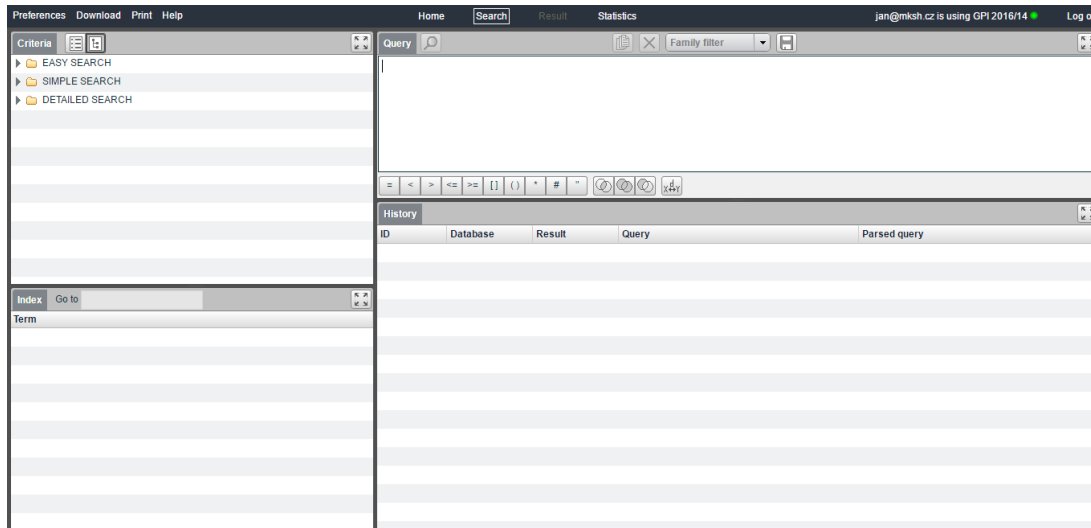 Preferences Download Print Help Home Search Result Statistics jan@mksh.cz is using GPI 2016/14 Log o
Criteria
EASY SEARCH
SIMPLE SEARCH
DETAILED SEARCH
Query Family filter
= < > <= >= [ ] ( ) * # " X d Y
History
ID Database Result Query Parsed query
Index Go to
Term